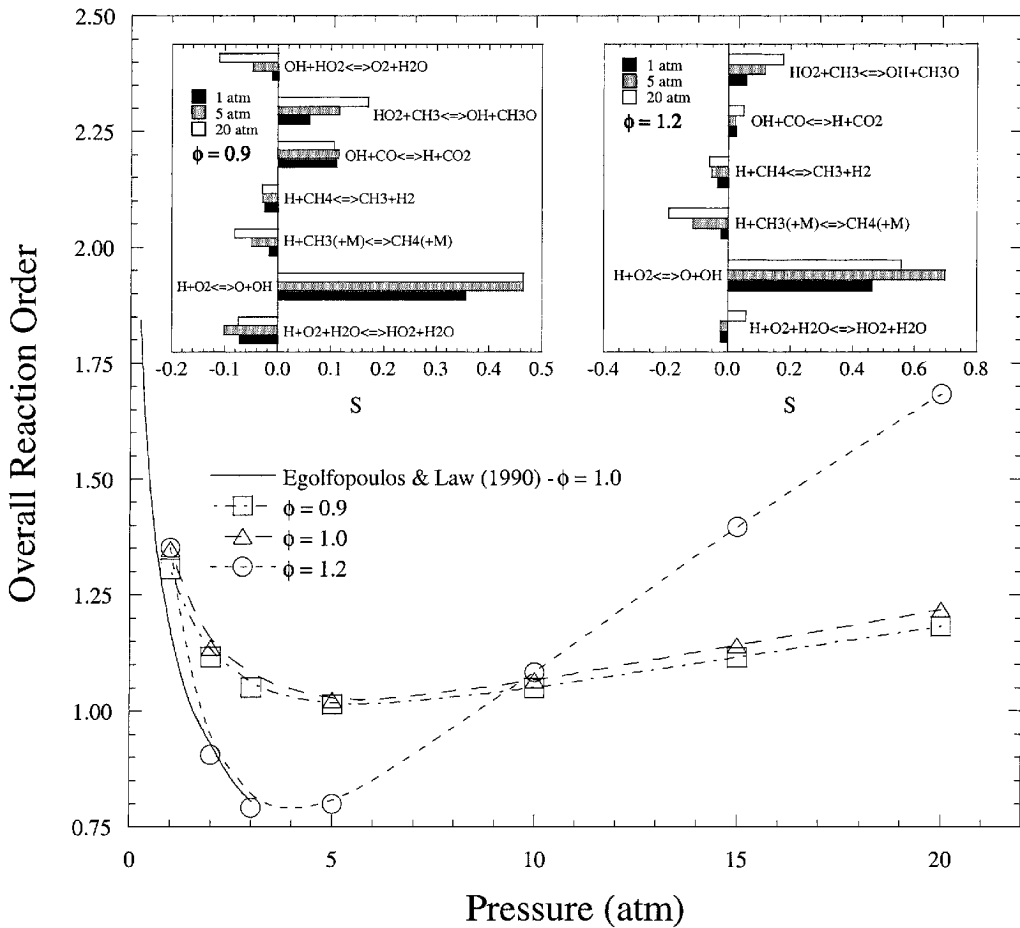 Overall Reaction Order
2.50
2.25
2.00
1.75
1.50
1.25
1.00
0.75
0
5
10
15
20
Pressure (atm)
OH+HO2<=>O2+H2O
1 atm
5 atm
20 atm
ϕ = 0.9
HO2+CH3<=>OH+CH3O
OH+CO<=>H+CO2
H+CH4<=>CH3+H2
H+CH3(+M)<=>CH4(+M)
H+O2<=>O+OH
H+O2+H2O<=>HO2+H2O
-0.2 -0.1 0.0 0.1 0.2 0.3 0.4 0.5
S
1 atm
5 atm
20 atm
ϕ = 1.2
HO2+CH3<=>OH+CH3O
OH+CO<=>H+CO2
H+CH4<=>CH3+H2
H+CH3(+M)<=>CH4(+M)
H+O2<=>O+OH
H+O2+H2O<=>HO2+H2O
-0.4 -0.2 0.0 0.2 0.4 0.6 0.8
S
Egolfopoulos & Law (1990) - ϕ = 1.0
ϕ = 0.9
ϕ = 1.0
ϕ = 1.2